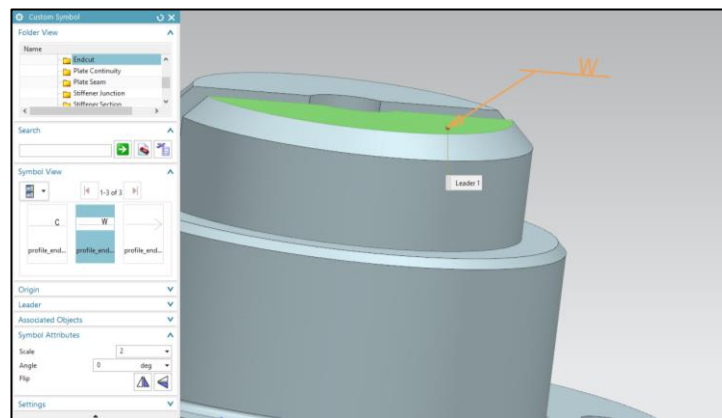 Custom Symbol
Folder View
Name
Endcut
Plate Continuity
Plate Seam
Stiffener Junction
Stiffener Section
Search
Symbol View
1-3 of 3
C
W
profile_end...
profile_end...
profile_end...
Origin
Leader
Associated Objects
Symbol Attributes
Scale
2
Angle
0
deg
Flip
Settings
W
Leader 1